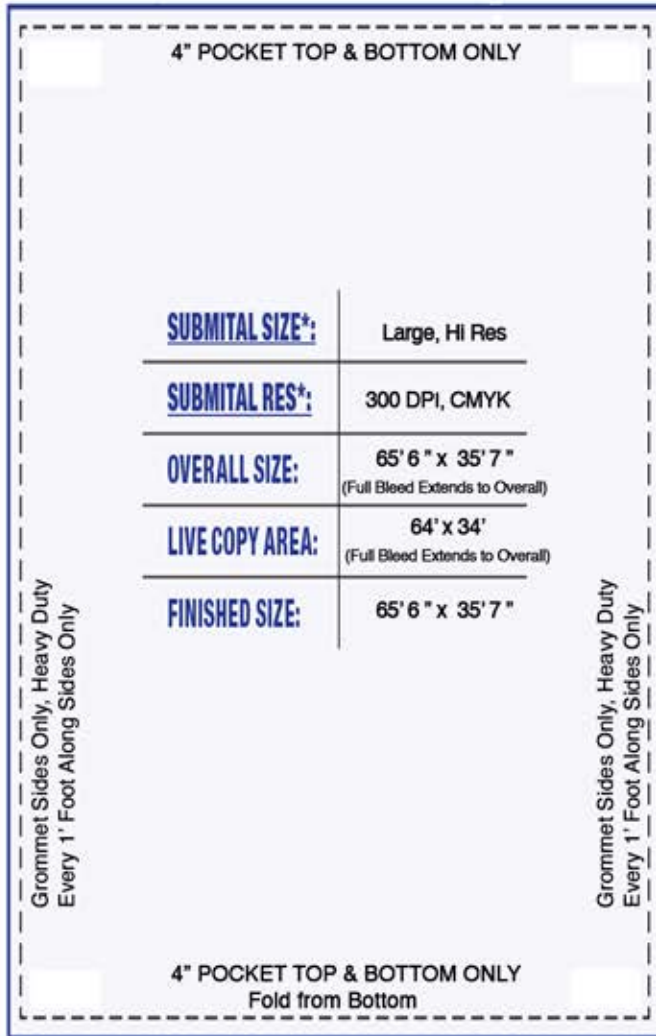 4” POCKET TOP & BOTTOM ONLY
SUBMITAL SIZE*:
Large, Hi Res
SUBMITAL RES*:
300 DPI, CMYK
OVERALL SIZE:
65' 6 " x 35' 7 "
(Full Bleed Extends to Overall)
LIVE COPY AREA:
64' x 34'
(Full Bleed Extends to Overall)
FINISHED SIZE:
65' 6 " x 35' 7 "
Grommet Sides Only, Heavy Duty
Every 1' Foot Along Sides Only
Grommet Sides Only, Heavy Duty
Every 1' Foot Along Sides Only
4” POCKET TOP & BOTTOM ONLY
Fold from Bottom